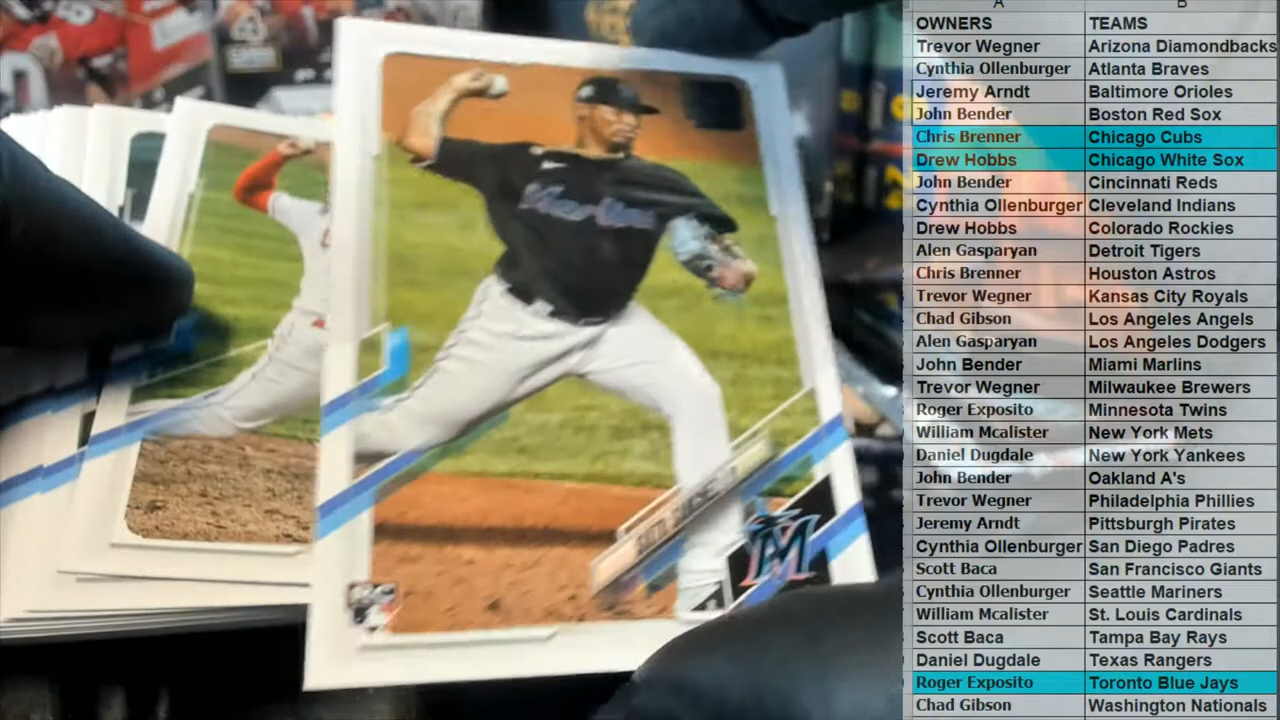 A B
OWNERS TEAMS
Trevor Wegner Arizona Diamondbacks
Cynthia Ollenburger Atlanta Braves
Jeremy Arndt Baltimore Orioles
John Bender Boston Red Sox
Chris Brenner Chicago Cubs
Drew Hobbs Chicago White Sox
John Bender Cincinnati Reds
Cynthia Ollenburger Cleveland Indians
Drew Hobbs Colorado Rockies
Alen Gasparyan Detroit Tigers
Chris Brenner Houston Astros
Trevor Wegner Kansas City Royals
Chad Gibson Los Angeles Angels
Alen Gasparyan Los Angeles Dodgers
John Bender Miami Marlins
Trevor Wegner Milwaukee Brewers
Roger Exposito Minnesota Twins
William Mcalister New York Mets
Daniel Dugdale New York Yankees
John Bender Oakland A's
Trevor Wegner Philadelphia Phillies
Jeremy Arndt Pittsburgh Pirates
Cynthia Ollenburger San Diego Padres
Scott Baca San Francisco Giants
Cynthia Ollenburger Seattle Mariners
William Mcalister St. Louis Cardinals
Scott Baca Tampa Bay Rays
Daniel Dugdale Texas Rangers
Roger Exposito Toronto Blue Jays
Chad Gibson Washington Nationals